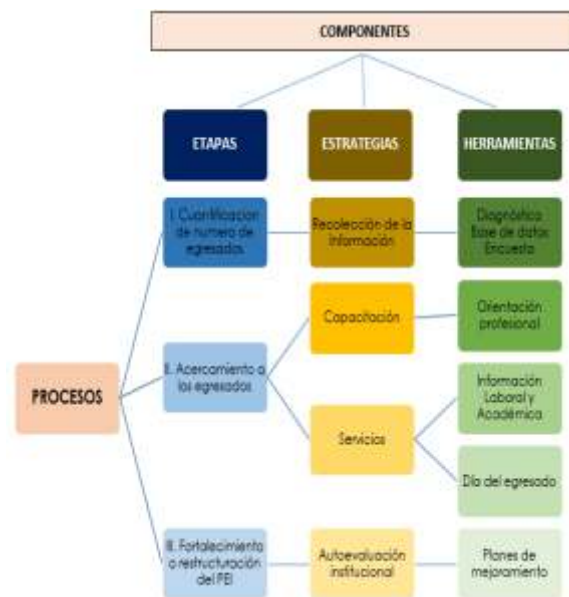 COMPONENTES
ETAPAS
ESTRATEGIAS
HERRAMIENTAS
I. Cuantificacion
de numero de
egresados
Recolección de la
información
Diagnóstico
Base de datos
Encuesta
Capacitación
Orientación
profesional
PROCESOS
II. Acercamiento a
los egresados
Servicios
Información
Laboral y
Académica
Día del egresado
III. Fortalecimiento
o restructuración
del PEI
Autoevaluación
institucional
Planes de
mejoramiento